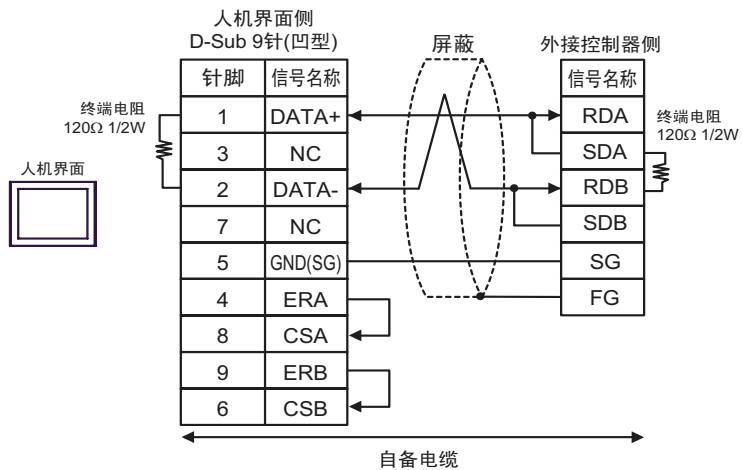 人机界面侧
D-Sub 9针(凹型)
屏蔽
外接控制器侧
针脚 信号名称
信号名称
终端电阻
120Ω 1/2W
终端电阻
120Ω 1/2W
人机界面
1 DATA+ RDA
3 NC SDA
2 DATA- RDB
7 NC SDB
5 GND(SG) SG
4 ERA FG
8 CSA
9 ERB
6 CSB
自备电缆